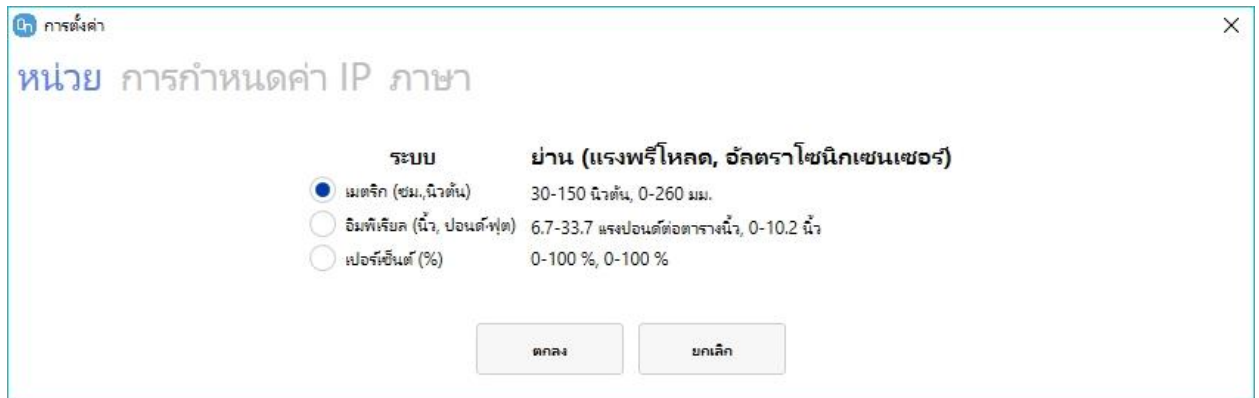 การตั้งค่า
หน่วย การกำหนดค่า IP ภาษา
ระบบ ย่าน (แรงพรีโหลด, อัลตราโซนิกเซนเซอร์)
เมตริก (ซม.,นิวตัน) 30-150 นิวตัน, 0-260 มม.
อิมพีเรียล (นิ้ว, ปอนด์-ฟุต) 6.7-33.7 แรงปอนด์ต่อตารางนิ้ว, 0-10.2 นิ้ว
เปอร์เซ็นต์ (%) 0-100 %, 0-100 %
ตกลง ยกเลิก